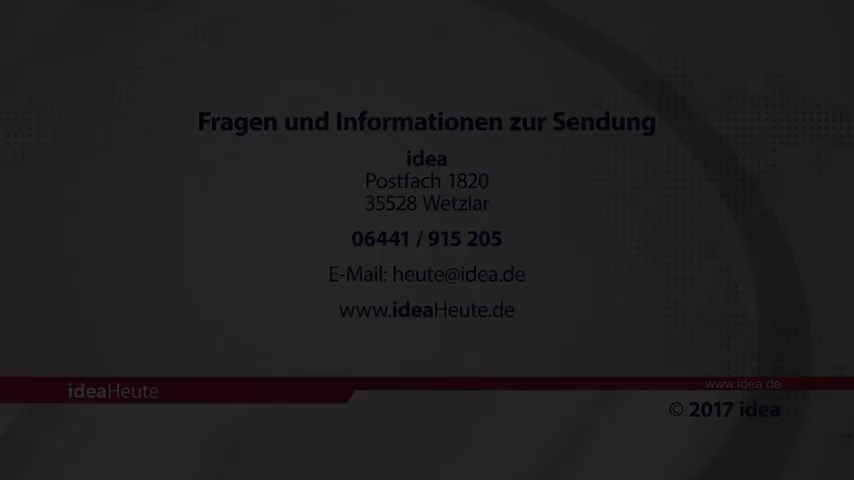 Fragen und Informationen zur Sendung
idea
Postfach 1820
35528 Wetzlar
06441 / 915 205
E-Mail: heute@idea.de
www.ideaHeute.de
ideaHeute
www.idea.de
© 2017 idea